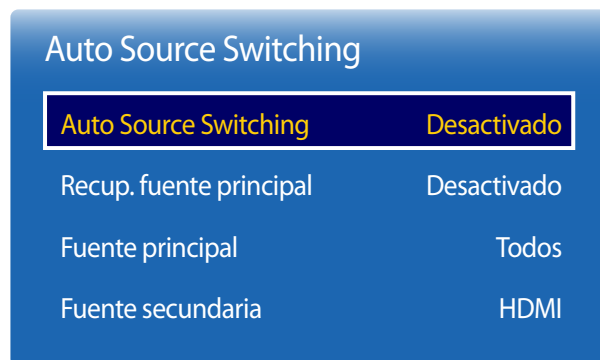 Auto Source Switching
Auto Source Switching Desactivado
Recup. fuente principal Desactivado
Fuente principal Todos
Fuente secundaria HDMI